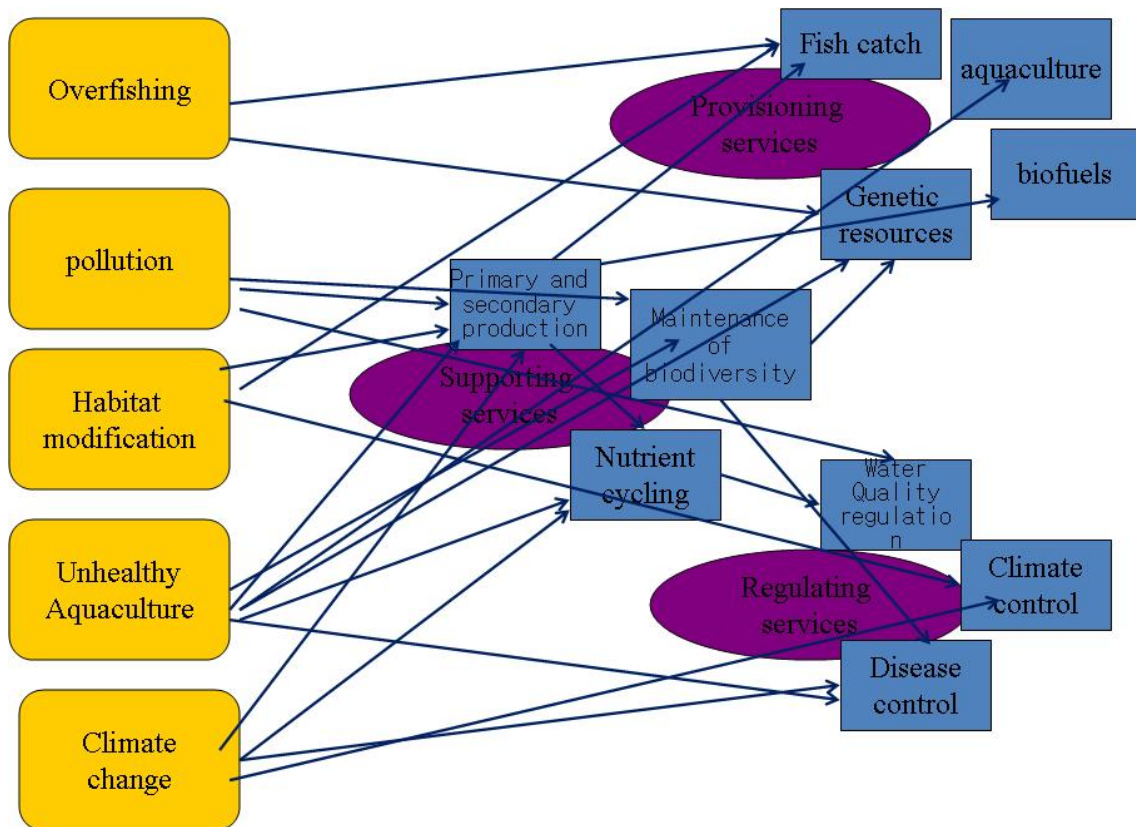 Overfishing
pollution
Habitat
modification
Unhealthy
Aquaculture
Climate
change
Fish catch
aquaculture
Provisioning
services
biofuels
Genetic
resources
Primary and
secondary
production
Maintenance
of
biodiversity
Supporting
services
Nutrient
cycling
Water
Quality
regulatio
n
Regulating
services
Climate
control
Disease
control